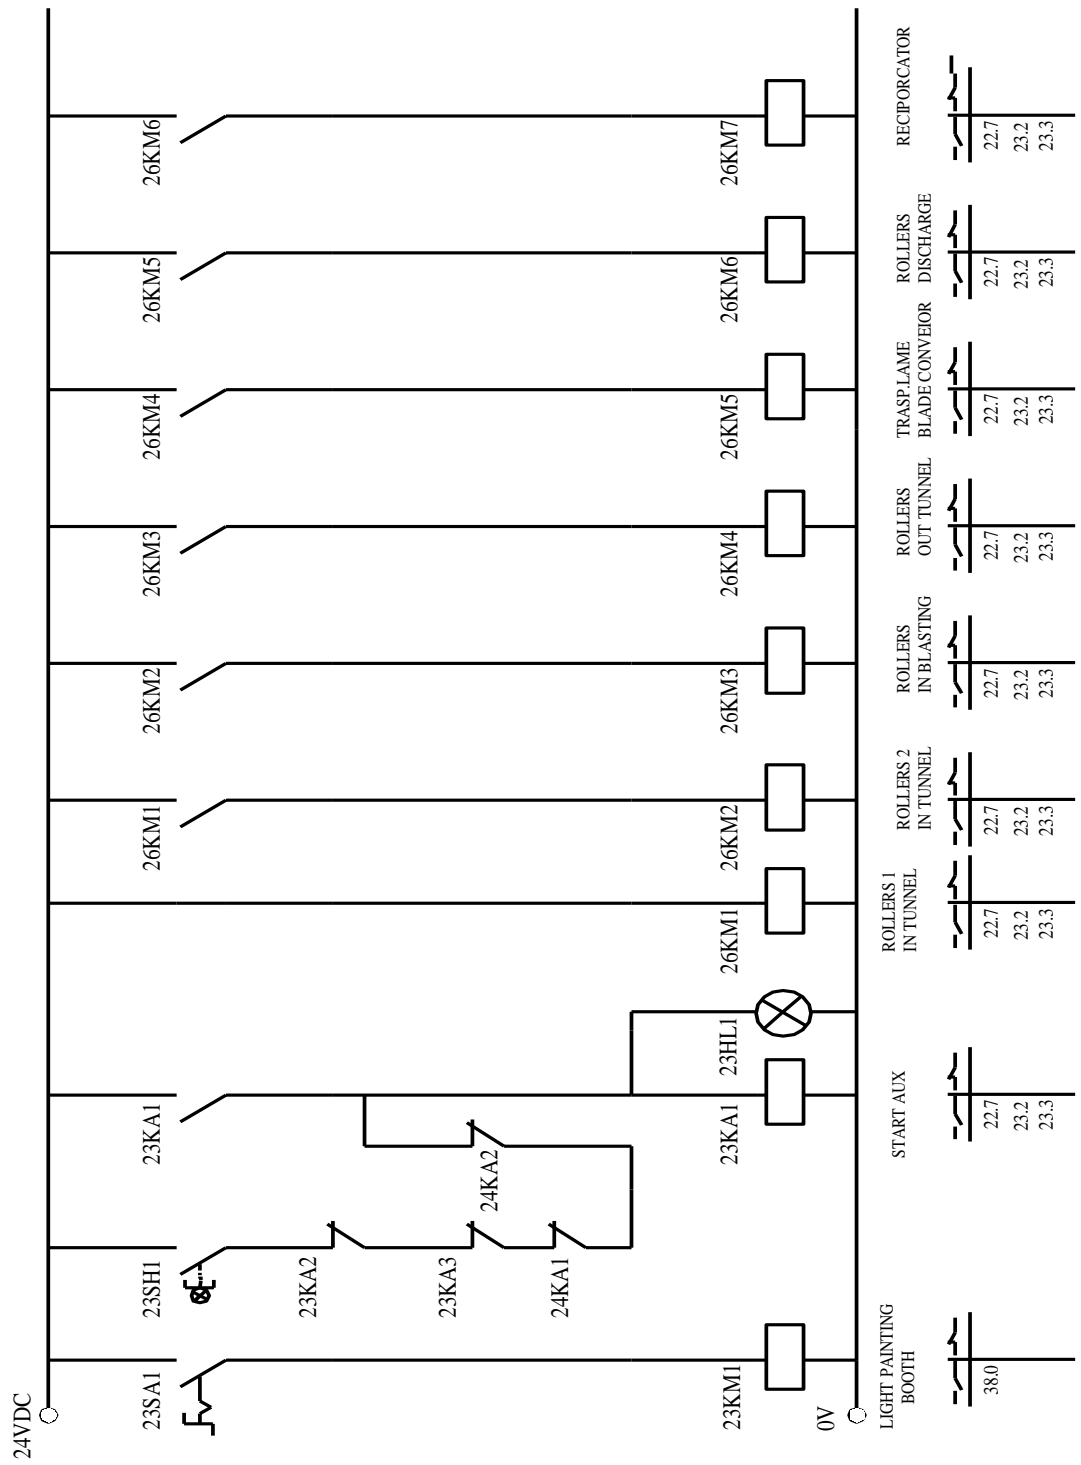 24VDC
23SA1
23SH1
23KA1
26KM1
26KM2
26KM3
26KM4
26KM5
26KM6
23KA2
23KA3
24KA1
24KA2
0V
23KM1
23KA1
23HL1
26KM1
26KM2
26KM3
26KM4
26KM5
26KM6
26KM7
LIGHT PAINTING
BOOTH
START AUX
ROLLERS 1
IN TUNNEL
ROLLERS 2
IN TUNNEL
ROLLERS
IN BLASTING
ROLLERS
OUT TUNNEL
TRASP.LAME
BLADE CONVEIOR
ROLLERS
DISCHARGE
RECIPORCATOR
38.0
22.7
23.2
23.3
22.7
23.2
23.3
22.7
23.2
23.3
22.7
23.2
23.3
22.7
23.2
23.3
22.7
23.2
23.3
22.7
23.2
23.3
22.7
23.2
23.3